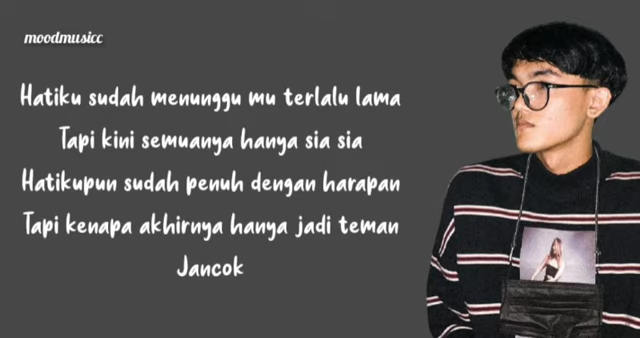 moodmusicc
Hatiku sudah menunggu mu terlalu lama
Tapi kini semuanya hanya sia sia
Hatikupun sudah penuh dengan harapan
Tapi kenapa akhirnya hanya jadi teman
Jancok